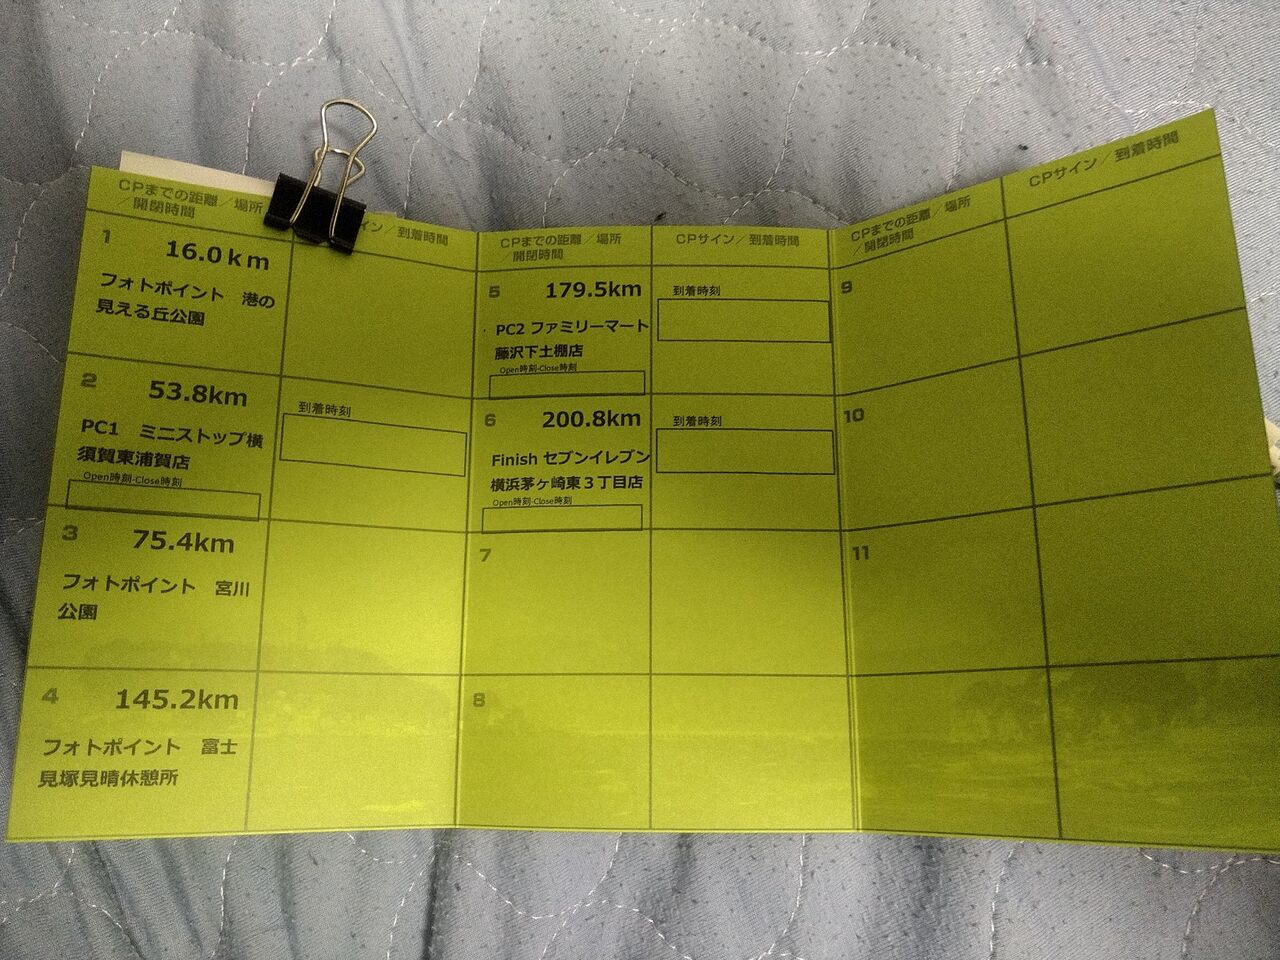 CPまでの距離／場所
／開閉時間
イン／到着時間
1
16.0km
フォトポイント　港の
見える丘公園
2
53.8km
PC1　ミニストップ横
須賀東浦賀店
Open時刻-Close時刻
到着時刻
3
75.4km
フォトポイント　宮川
公園
4
145.2km
フォトポイント　富士
見塚見晴休憩所
CPまでの距離／場所
／開閉時間
CPサイン／到着時間
5
179.5km
PC2 ファミリーマート
藤沢下土棚店
Open時刻-Close時刻
到着時刻
6
200.8km
Finish セブンイレブン
横浜茅ヶ崎東３丁目店
Open時刻-Close時刻
到着時刻
7
8
CPまでの距離／場所
／開閉時間
CPサイン／到着時間
9
10
11